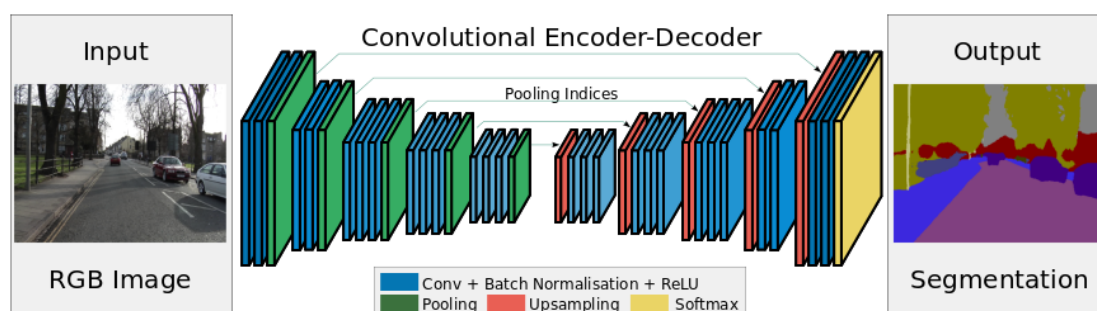 Input
RGB Image
Convolutional Encoder-Decoder
Pooling Indices
Conv + Batch Normalisation + ReLU
Pooling Upsampling Softmax
Output
Segmentation